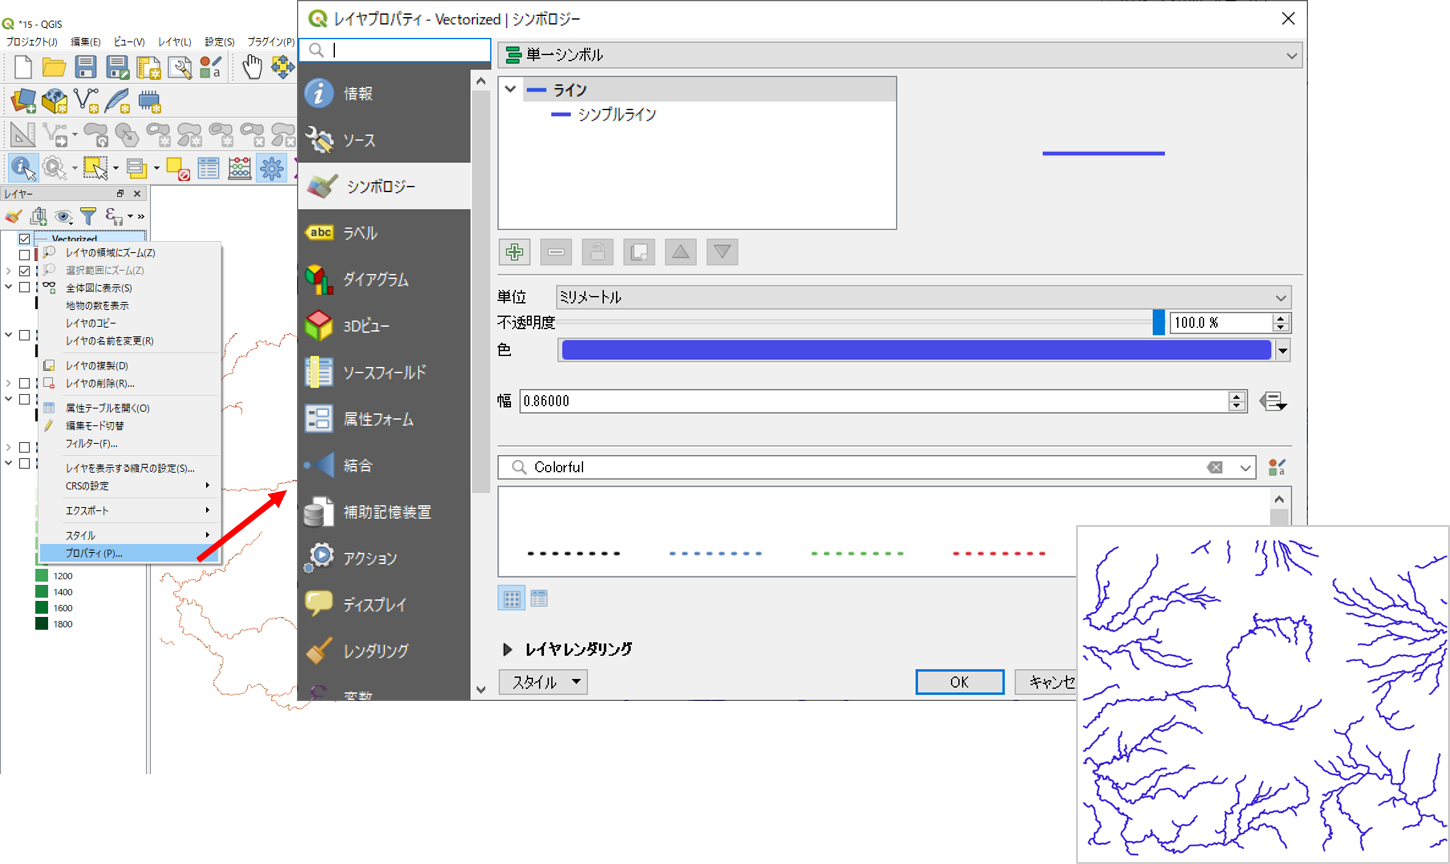 *15 - QGIS
プロジェクト(J) 編集(E) ビュー(V) レイヤ(L) 設定(S) プラグイン(P)
レイヤー
Vectorized
レイヤの領域にズーム(Z)
選択範囲にズーム(Z)
全体図に表示(S)
地物の数を表示
レイヤのコピー
レイヤの名前を変更(R)
レイヤの複製(D)
レイヤの削除(R)...
属性テーブルを開く(O)
編集モード切替
フィルター(F)...
レイヤを表示する縮尺の設定(S)...
CRSの設定
エクスポート
スタイル
プロパティ(P)...
1200
1400
1600
1800
レイヤプロパティ - Vectorized | シンボロジー
情報
ソース
シンボロジー
abc ラベル
ダイアグラム
3Dビュー
ソースフィールド
属性フォーム
結合
補助記憶装置
アクション
ディスプレイ
レンダリング
変数
単一シンボル
ライン
シンプルライン
単位 ミリメートル
不透明度 100.0 %
色
幅 0.86000
Colorful
レイヤレンダリング
スタイル OK キャンセ